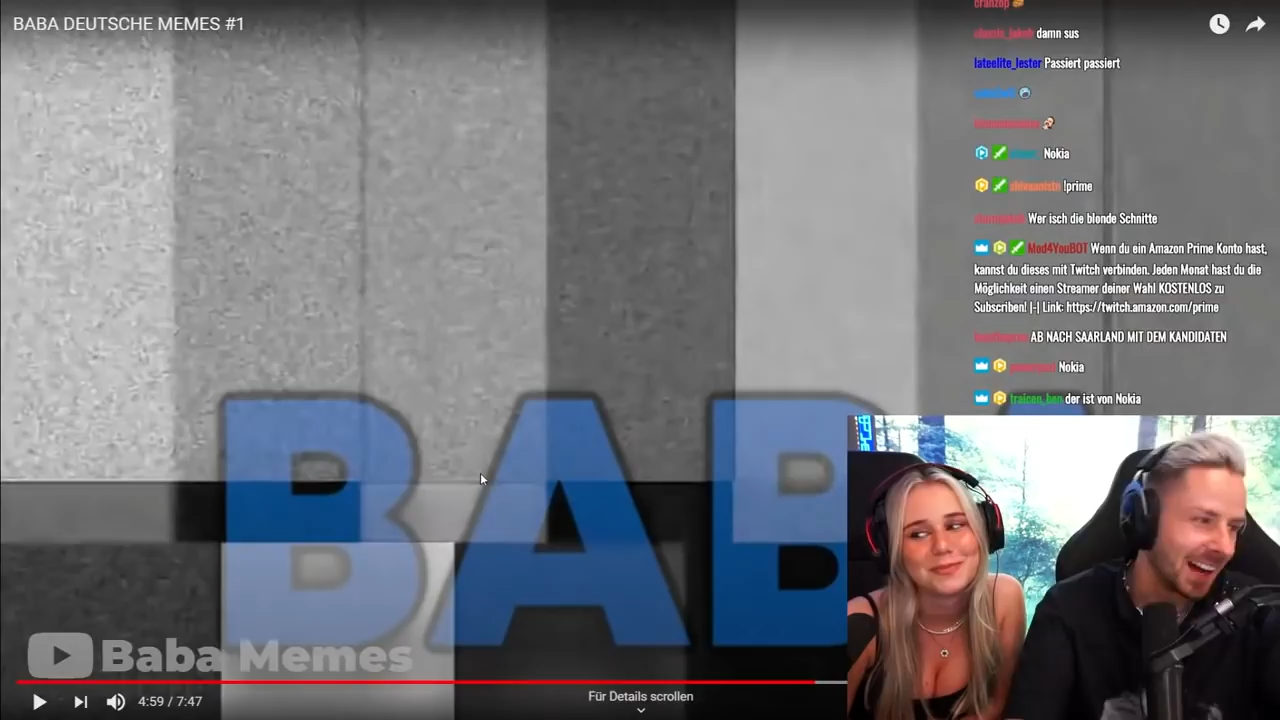 BABA DEUTSCHE MEMES #1
damn sus
lateelite_lester Passiert passiert
Nokia
!prime
Wer isch die blonde Schnitte
Mod4YouBOT Wenn du ein Amazon Prime Konto hast,
kannst du dieses mit Twitch verbinden. Jeden Monat hast du die
Möglichkeit einen Streamer deiner Wahl KOSTENLOS zu
Subscriben! |-| Link: https://twitch.amazon.com/prime
AB NACH SAARLAND MIT DEM KANDIDATEN
Nokia
der ist von Nokia
BAB
Baba Memes
4:59 / 7:47
Für Details scrollen